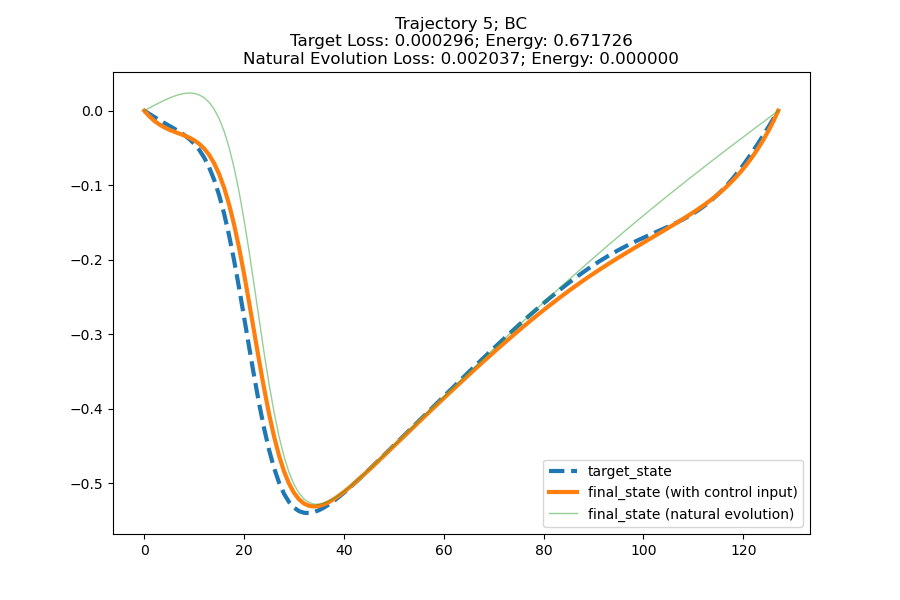 Trajectory 5; BC
Target Loss: 0.000296; Energy: 0.671726
Natural Evolution Loss: 0.002037; Energy: 0.000000
0.0
−0.1
−0.2
−0.3
−0.4
−0.5
target_state
final_state (with control input)
final_state (natural evolution)
0 20 40 60 80 100 120